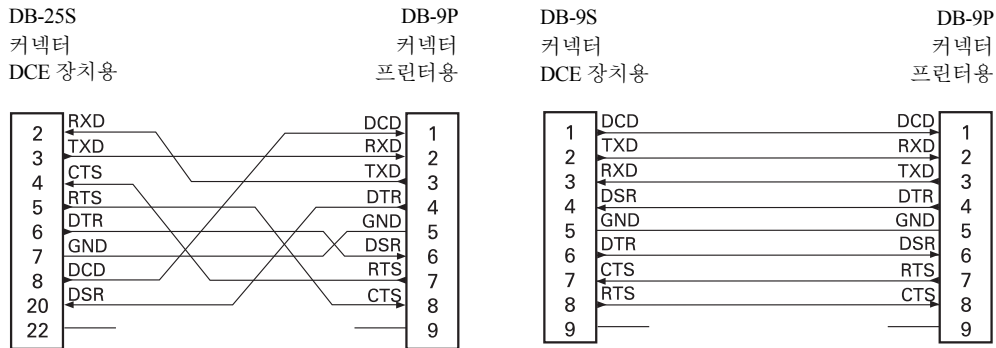 DB-25S DB-9P
커넥터 커넥터
DCE 장치용 프린터용
2 RXD DCD 1
3 TXD RXD 2
4 CTS TXD 3
5 RTS DTR 4
6 DTR GND 5
7 GND DSR 6
8 DCD RTS 7
20 DSR CTS 8
22 9
DB-9S DB-9P
커넥터 커넥터
DCE 장치용 프린터용
1 DCD DCD 1
2 TXD RXD 2
3 RXD TXD 3
4 DSR DTR 4
5 GND GND 5
6 DTR DSR 6
7 CTS RTS 7
8 RTS CTS 8
9 9